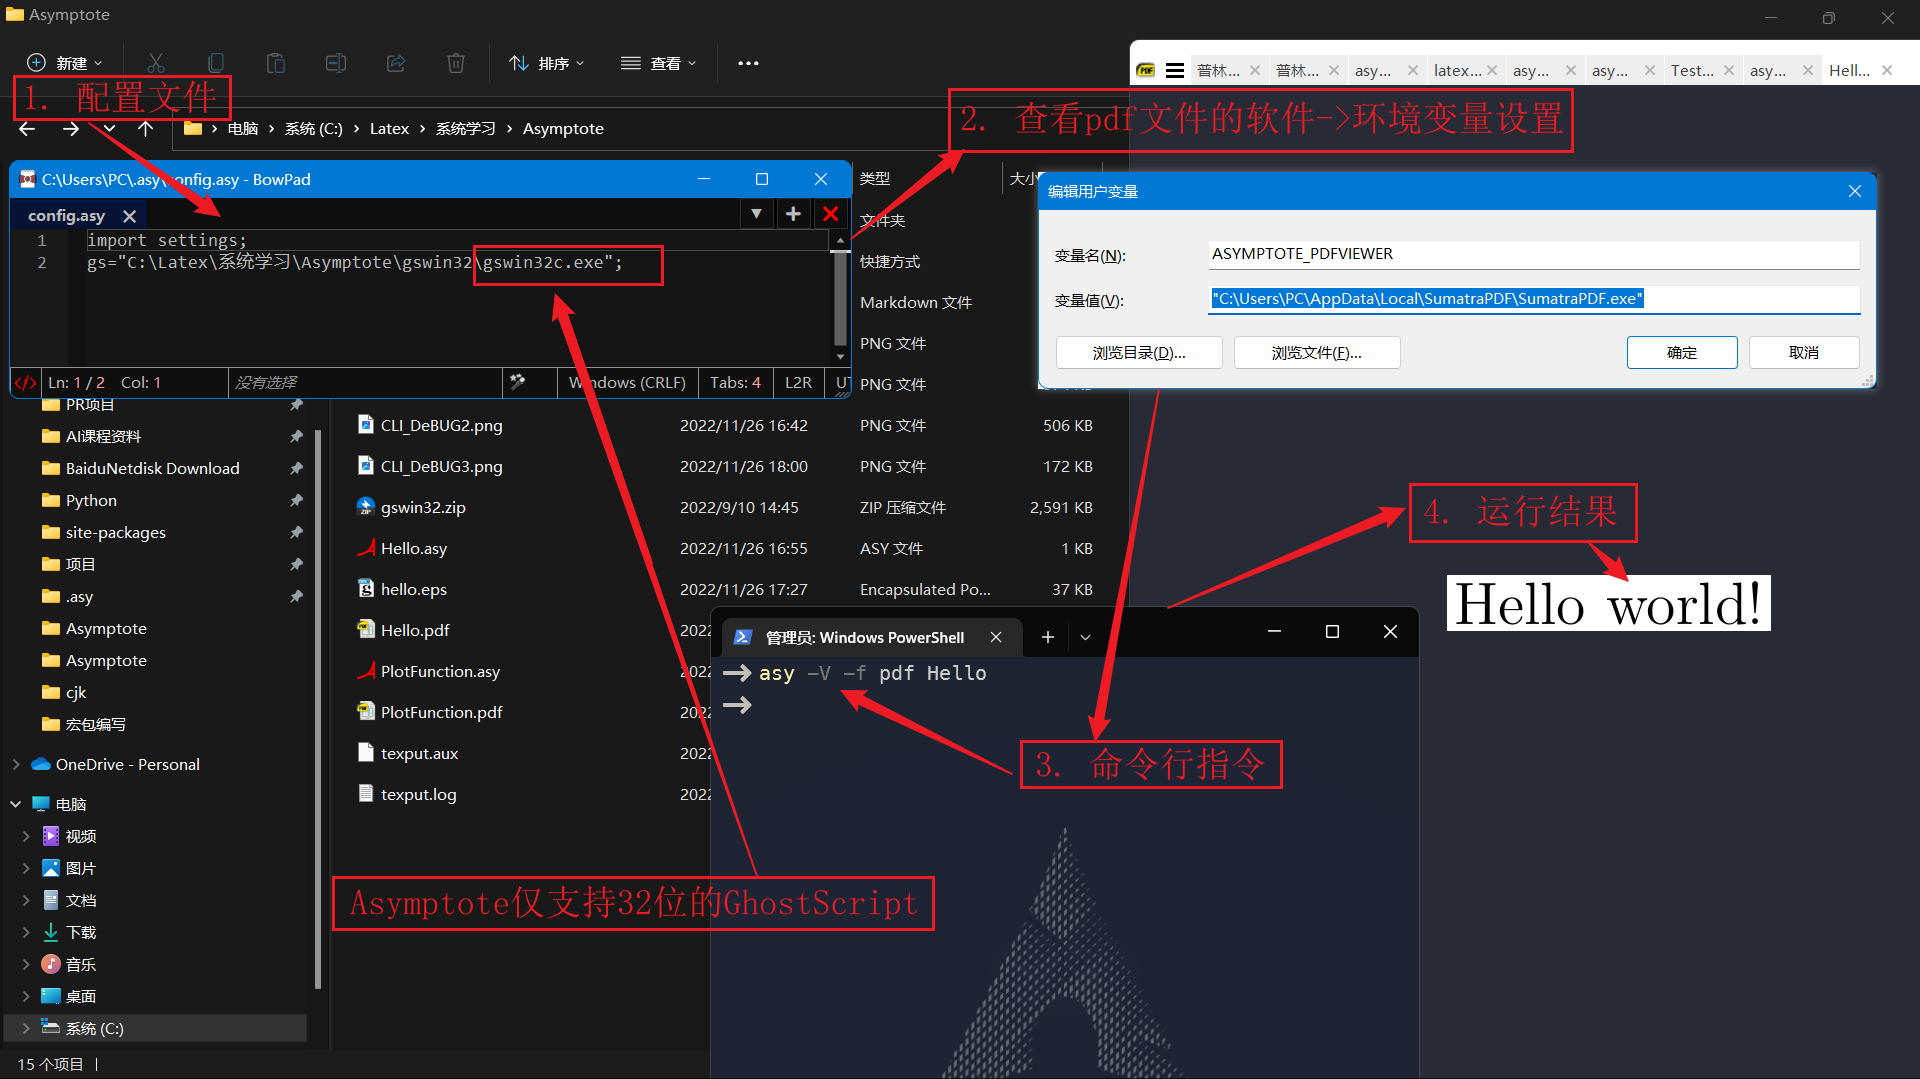 Asymptote
新建
排序
查看
1. 配置文件
电脑 › 系统 (C:) › Latex › 系统学习 › Asymptote
普林...
普林...
asy...
latex...
asy...
asy...
Test...
asy...
Hell...
2. 查看pdf文件的软件->环境变量设置
C:\Users\PC\.asy\config.asy - BowPad
config.asy
1 import settings;
2 gs="C:\Latex\系统学习\Asymptote\gswin32\gswin32c.exe";
Ln: 1 / 2 Col: 1
没有选择
Windows (CRLF)
Tabs: 4
L2R
类型
文件夹
快捷方式
Markdown 文件
PNG 文件
PNG 文件
编辑用户变量
变量名(N):
ASYMPTOTE_PDFVIEWER
变量值(V):
"C:\Users\PC\AppData\Local\SumatraPDF\SumatraPDF.exe"
浏览目录(D)...
浏览文件(F)...
确定
取消
PR项目
AI课程资料
BaiduNetdisk Download
Python
site-packages
项目
.asy
Asymptote
Asymptote
cjk
宏包编写
OneDrive - Personal
电脑
视频
图片
文档
下载
音乐
桌面
系统 (C:)
15 个项目
CLI_DeBUG2.png 2022/11/26 16:42 PNG 文件 506 KB
CLI_DeBUG3.png 2022/11/26 18:00 PNG 文件 172 KB
gswin32.zip 2022/9/10 14:45 ZIP 压缩文件 2,591 KB
Hello.asy 2022/11/26 16:55 ASY 文件 1 KB
hello.eps 2022/11/26 17:27 Encapsulated Po... 37 KB
Hello.pdf 2022
PlotFunction.asy 2022
PlotFunction.pdf 2022
texput.aux 2022
texput.log 2022
管理员: Windows PowerShell
asy -V -f pdf Hello
3. 命令行指令
4. 运行结果
Hello world!
Asymptote仅支持32位的GhostScript